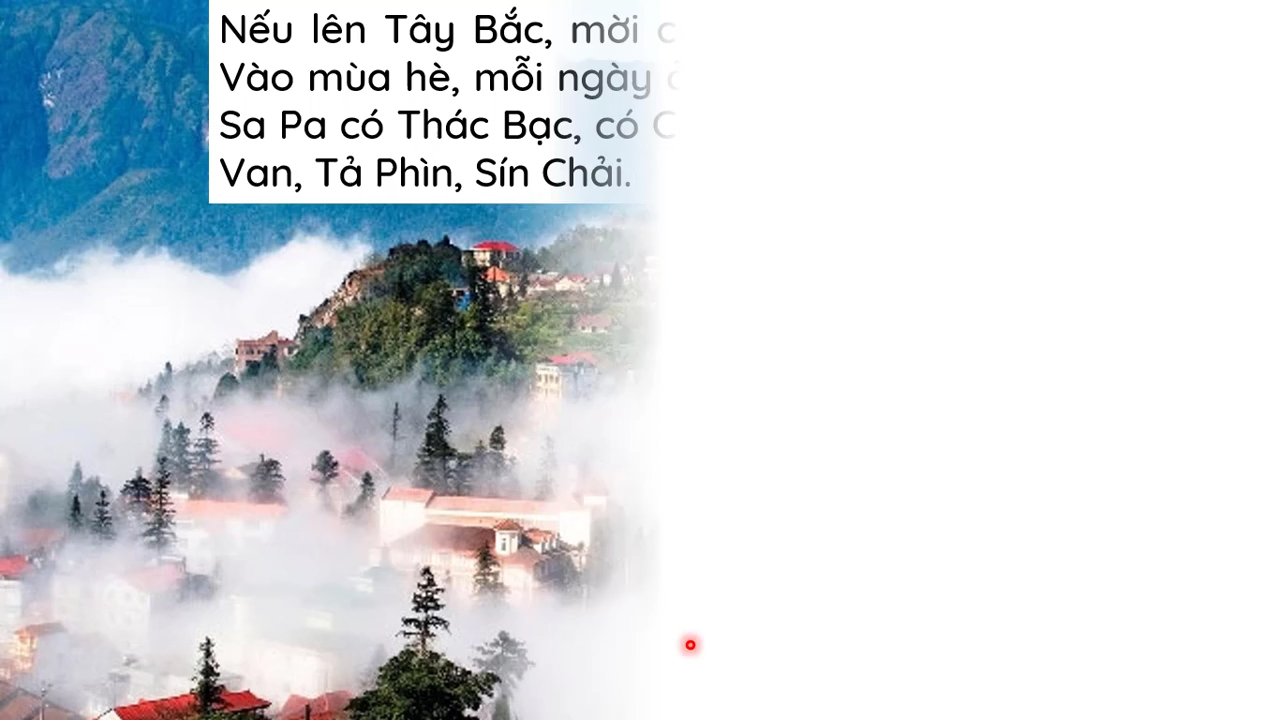 Nếu lên Tây Bắc, mời
Vào mùa hè, mỗi ngày
Sa Pa có Thác Bạc, có
Van, Tả Phìn, Sín Chải.